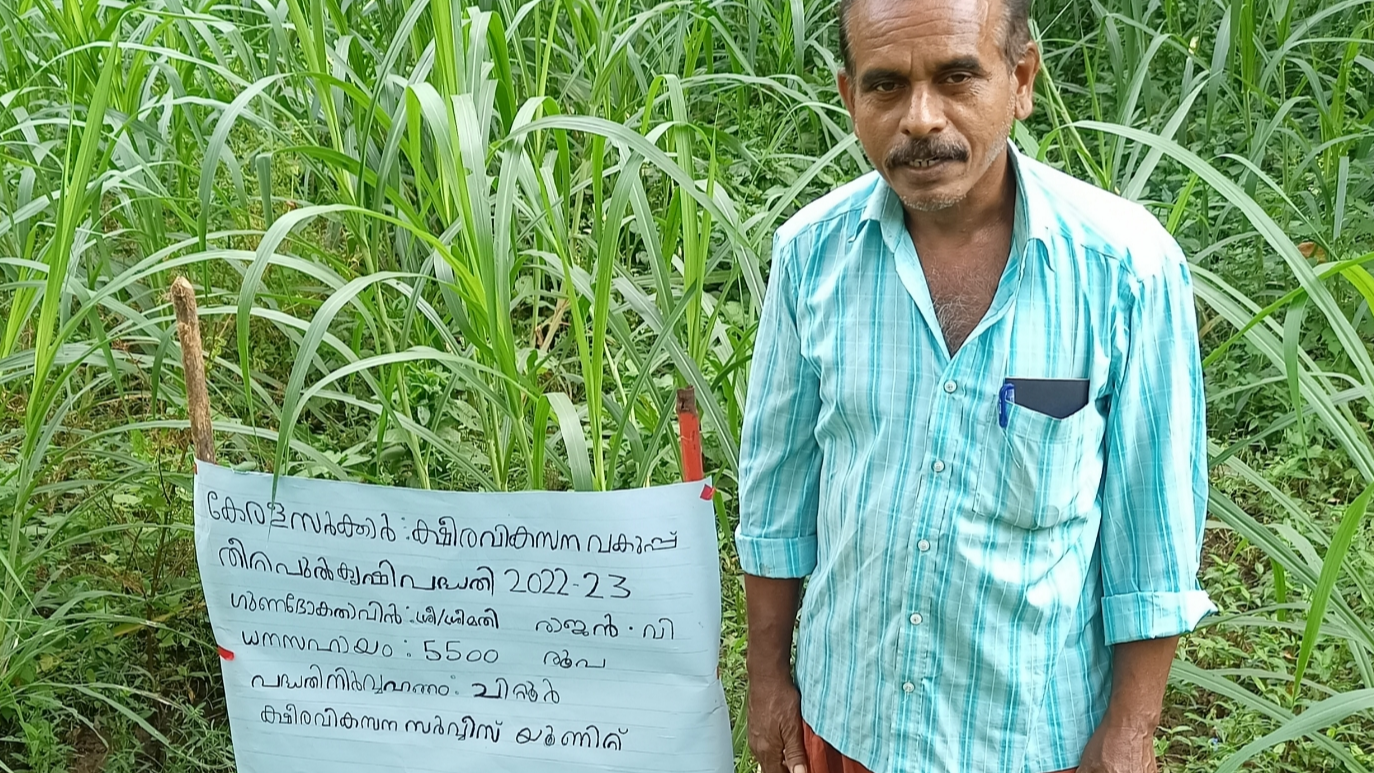 കേരളസർക്കാർ : ക്ഷീരവികസന വകുപ്പ്
തീറ്റപുൽകൃഷി പദ്ധതി 2022-23
ഗുണഭോക്താവിൻ : ശ്രീ/ശ്രീമതി രാജൻ . വി
ധനസഹായം : 5500 രൂപ
പദ്ധതിനിർവ്വഹണം : ചിറ്റൂർ
ക്ഷീരവികസന സർവ്വീസ് യൂണിറ്റ്